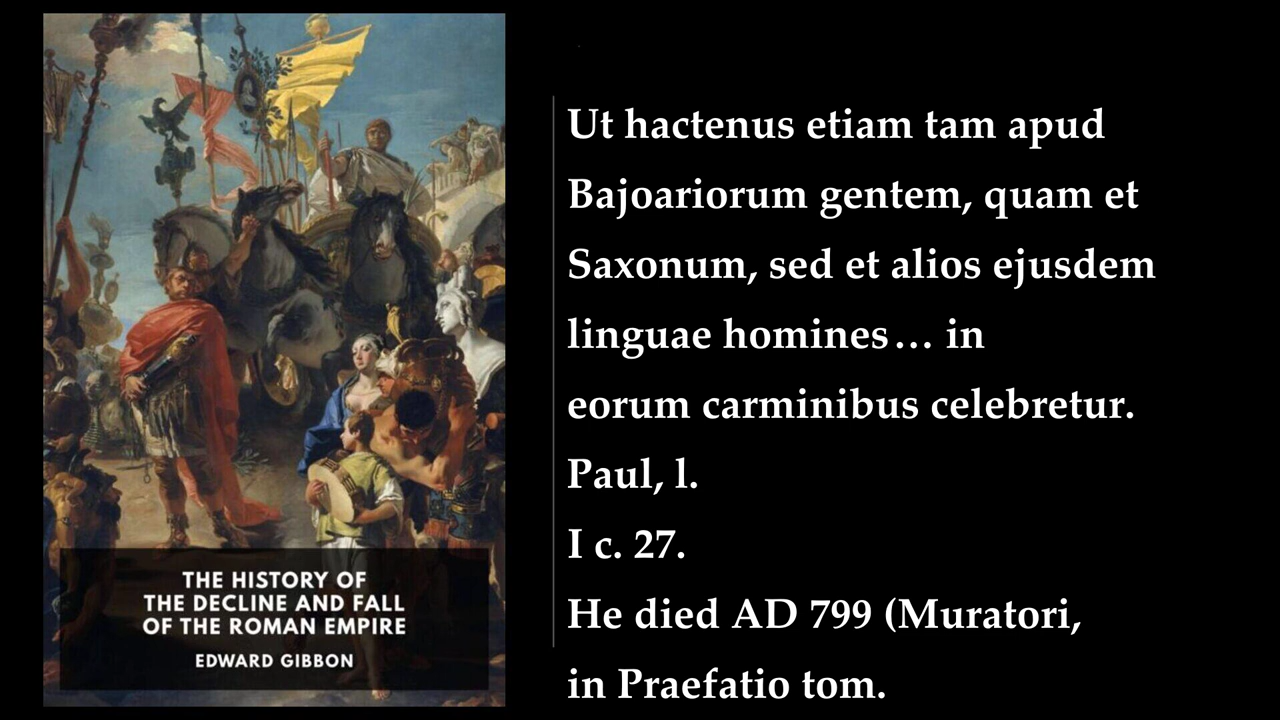 THE HISTORY OF
THE DECLINE AND FALL
OF THE ROMAN EMPIRE
EDWARD GIBBON
Ut hactenus etiam tam apud
Bajoariorum gentem, quam et
Saxonum, sed et alios ejusdem
linguae homines… in
eorum carminibus celebretur.
Paul, l.
I c. 27.
He died AD 799 (Muratori,
in Praefatio tom.